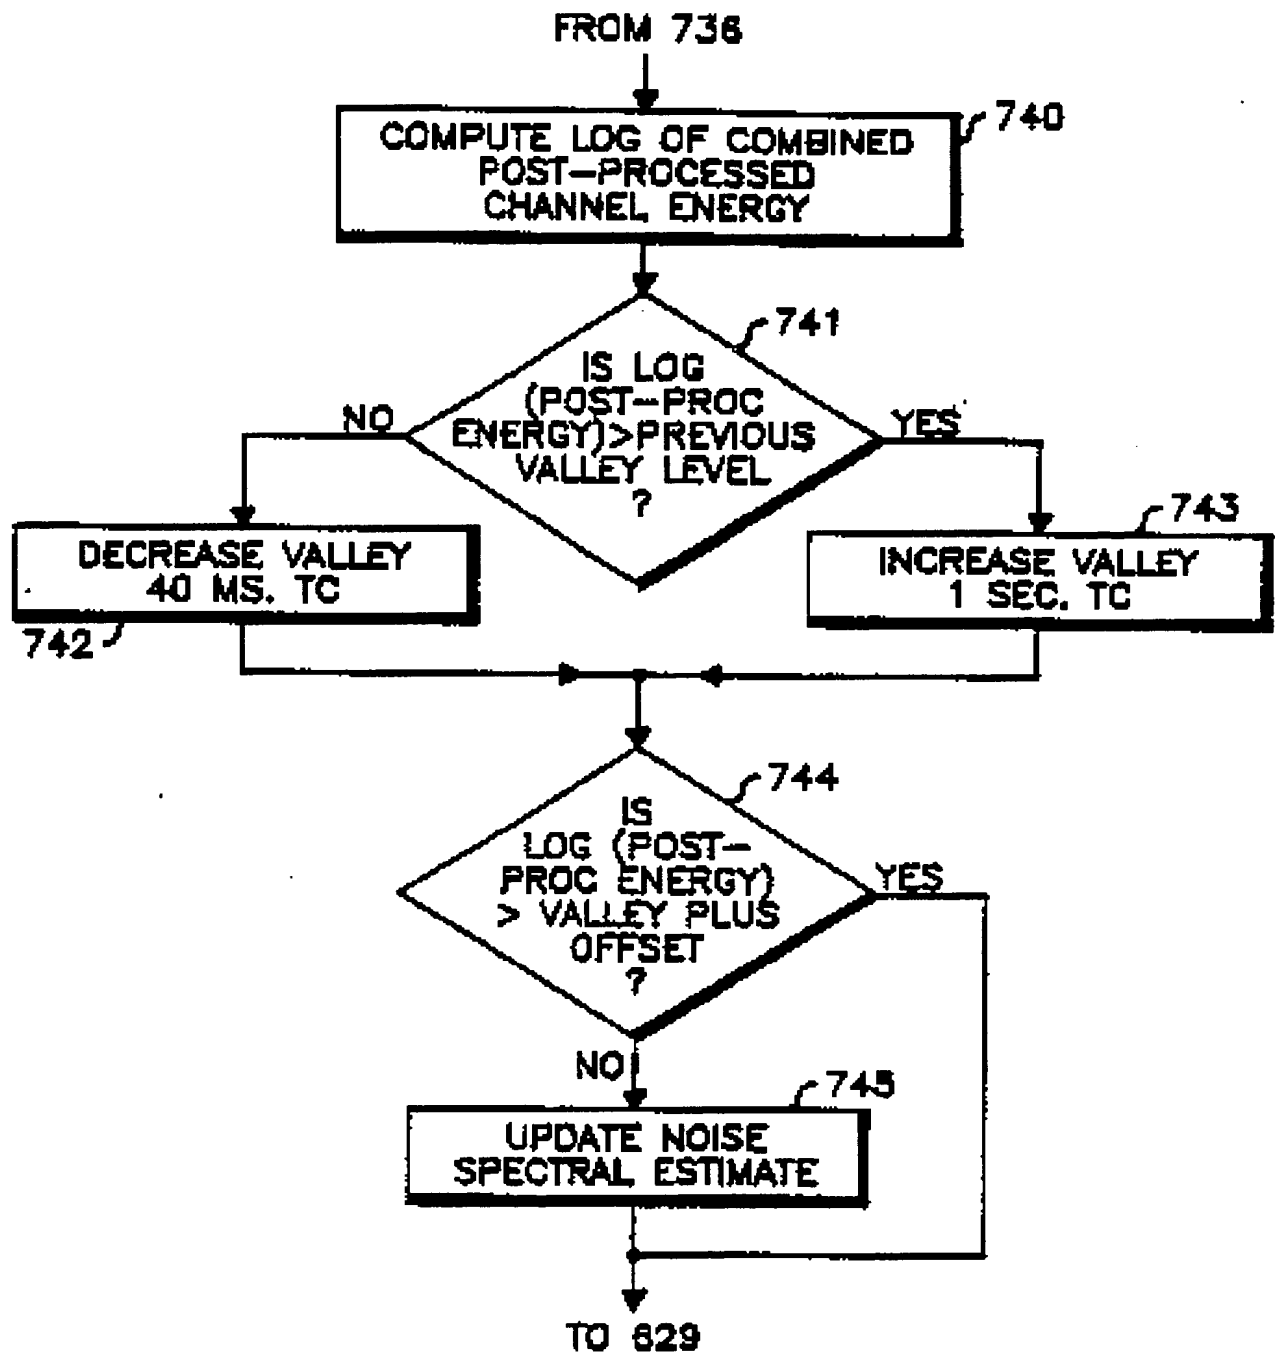 FROM 736
740
COMPUTE LOG OF COMBINED
POST-PROCESSED
CHANNEL ENERGY
741
IS LOG
(POST-PROC
ENERGY)>PREVIOUS
VALLEY LEVEL
?
NO
YES
DECREASE VALLEY
40 MS. TC
742
743
INCREASE VALLEY
1 SEC. TC
744
IS
LOG (POST-
PROC ENERGY)
> VALLEY PLUS
OFFSET
?
YES
NO
745
UPDATE NOISE
SPECTRAL ESTIMATE
TO 629